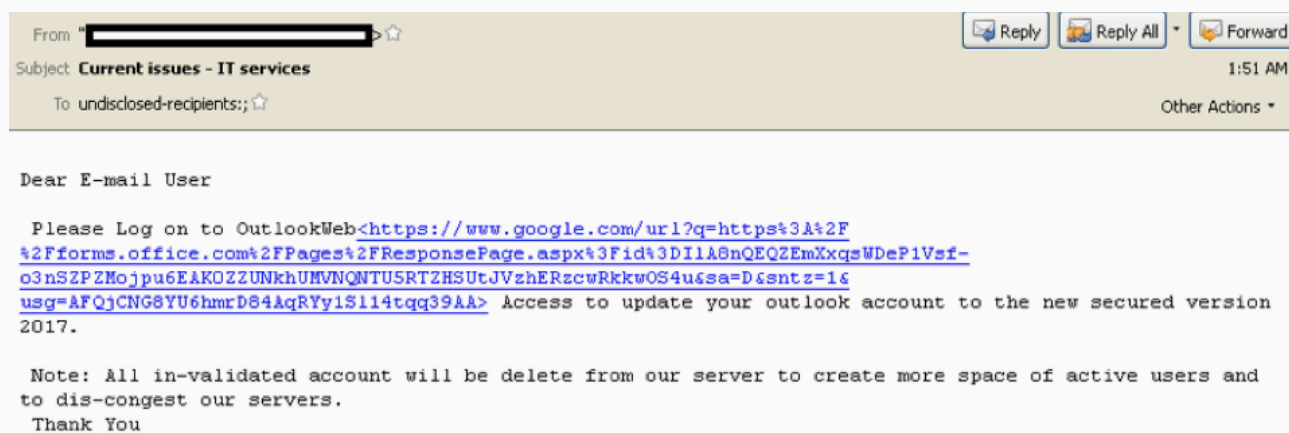 From "> Reply Reply All Forward
Subject Current issues - IT services 1:51 AM
To undisclosed-recipients:; Other Actions
Dear E-mail User
Please Log on to OutlookWeb<https://www.google.com/url?q=https%3A%2F
%2Fforms.office.com%2FPages%2FResponsePage.aspx%3Fid%3DIlA8nQEQZEmXxqsWDeP1Vsf-
o3nSZPZMojpu6EAKOZZUNkhUMVNQNTU5RTZHSUtJVzhERzcwRkkwOS4u&sa=D&sntz=1&
usg=AFQjCNG8YU6hmrD84AqRYy1Sl14tqq39AA> Access to update your outlook account to the new secured version
2017.
Note: All in-validated account will be delete from our server to create more space of active users and
to dis-congest our servers.
Thank You